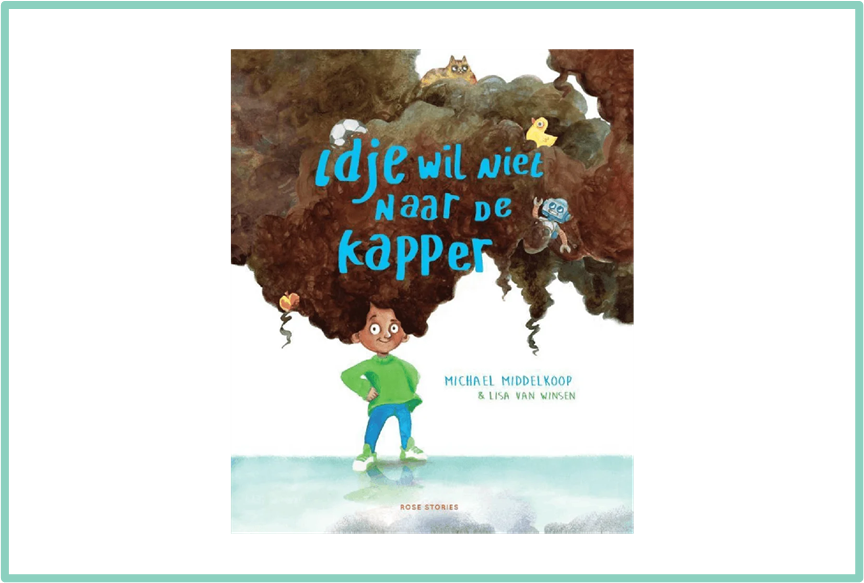 Idje wil niet
naar de
kapper
MICHAEL MIDDELKOOP
& LISA VAN WINSEN
ROSE STORIES